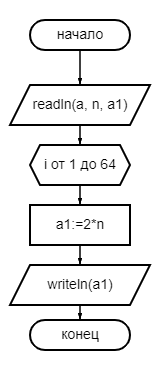 начало
readln(a, n, a1)
i от 1 до 64
a1:=2*n
writeln(a1)
конец